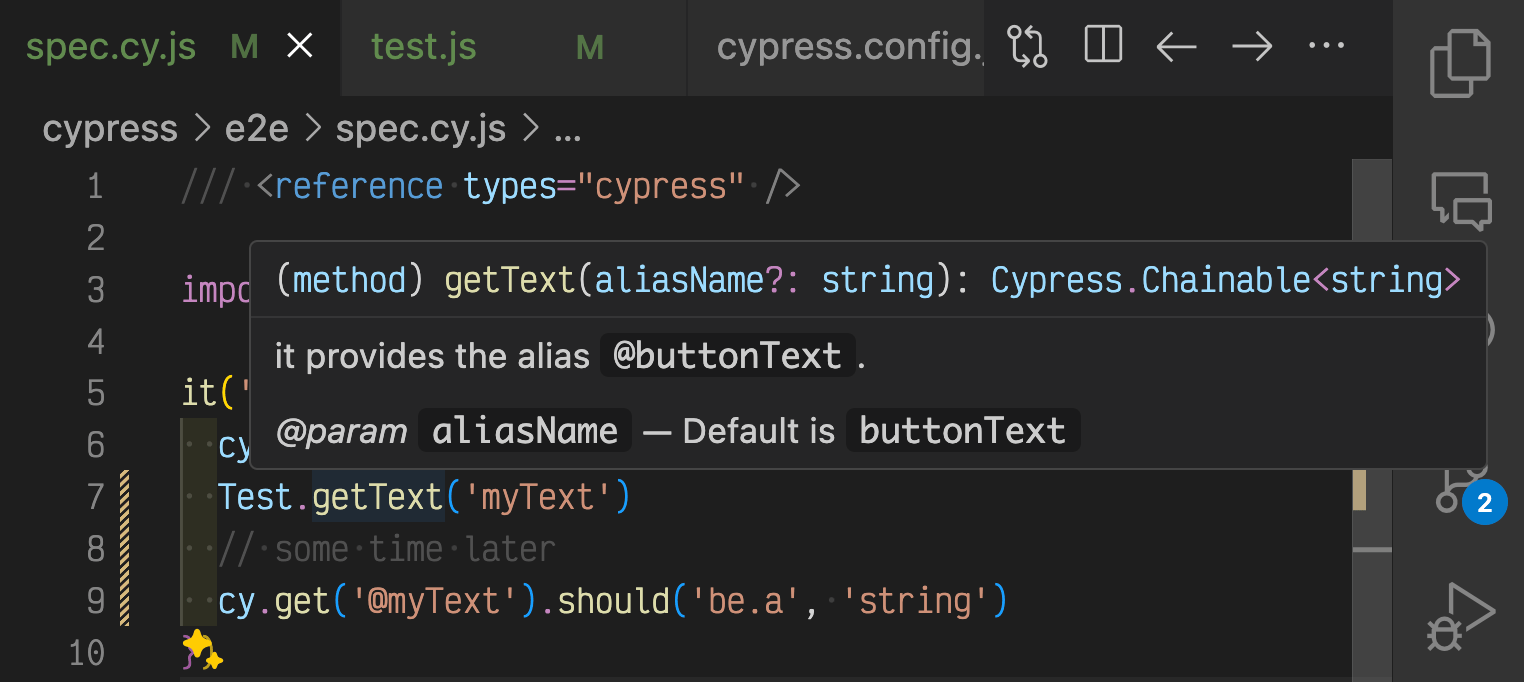 spec.cy.js M test.js M cypress.config.
cypress > e2e > spec.cy.js > ...
1 /// <reference types="cypress" />
2
3 impo
(method) getText(aliasName?: string): Cypress.Chainable<string>
4
it provides the alias @buttonText.
5 it('
@param aliasName — Default is buttonText
6 cy
7 Test.getText('myText')
2
8 // some time later
9 cy.get('@myText').should('be.a', 'string')
10 })